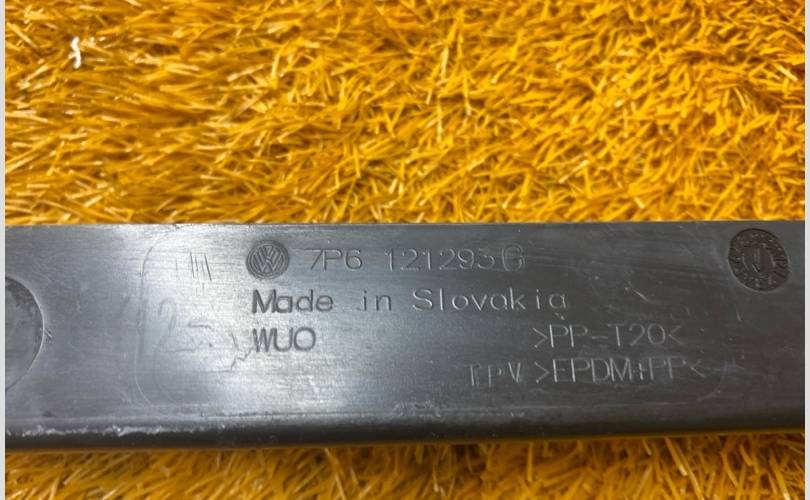 7P6 121293G
Made in Slovakia
WUO
>PP-T20<
TPV >EPDM+PP<